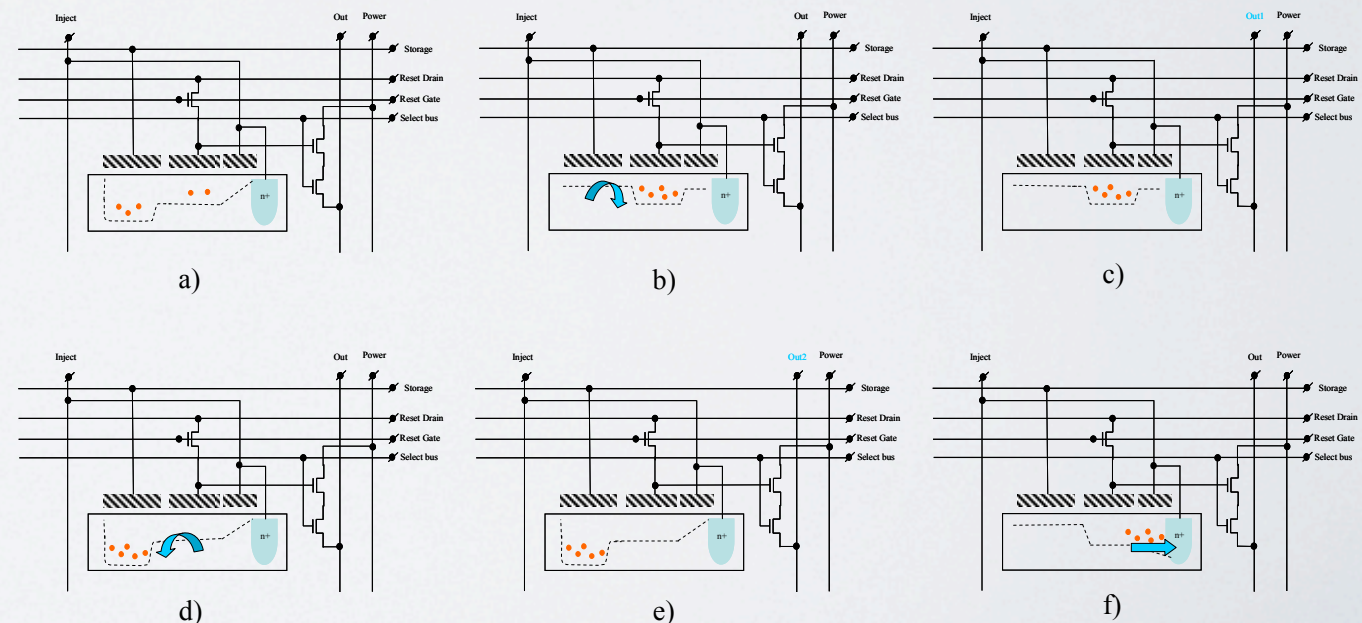 Inject Out Power
Storage
Reset Drain
Reset Gate
Select bus
n+
a)
Inject Out Power
Storage
Reset Drain
Reset Gate
Select bus
n+
b)
Inject Out1 Power
Storage
Reset Drain
Reset Gate
Select bus
n+
c)
Inject Out Power
Storage
Reset Drain
Reset Gate
Select bus
n+
d)
Inject Out2 Power
Storage
Reset Drain
Reset Gate
Select bus
n+
e)
Inject Out Power
Storage
Reset Drain
Reset Gate
Select bus
n+
f)